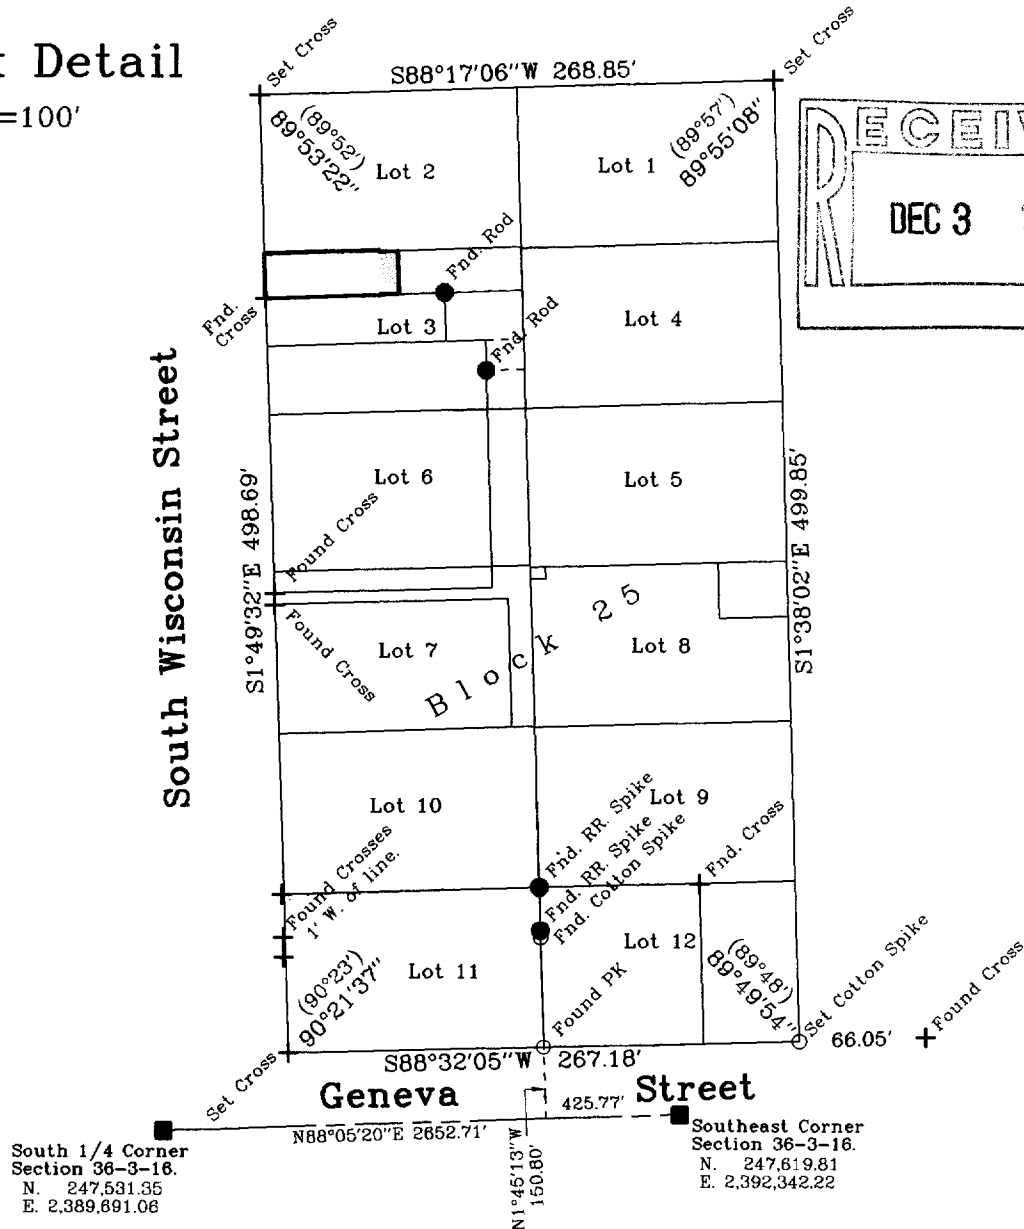 Detail
=100'
Set Cross
S88°17'06"W 268.85'
Set Cross
(89°52')
89°53'22"
Lot 2
Lot 1
(89°57')
89°55'08"
RECEIV
DEC 3
Fnd. Rod
Fnd.
Cross
Lot 3
Fnd. Rod
Lot 4
South Wisconsin Street
S1°49'32"E 498.69'
Lot 6
Lot 5
S1°38'02"E 499.85'
Found Cross
Found Cross
Lot 7
Block 25
Lot 8
Lot 10
Fnd. RR. Spike
Lot 9
Fnd. RR. Spike
Fnd. Cotton Spike
Fnd. Cross
Found Crosses
1' W. of line.
(90°23')
90°21'37"
Lot 11
Lot 12
Found PK
(89°48')
89°49'54"
Set Cotton Spike
66.05'
Found Cross
Set Cross
S88°32'05"W 267.18'
Geneva Street
425.77'
N88°05'20"E 2652.71'
N1°45'13"W
150.80'
South 1/4 Corner
Section 36-3-16.
N. 247,531.35
E. 2,389,691.06
Southeast Corner
Section 36-3-16.
N. 247,619.81
E. 2,392,342.22